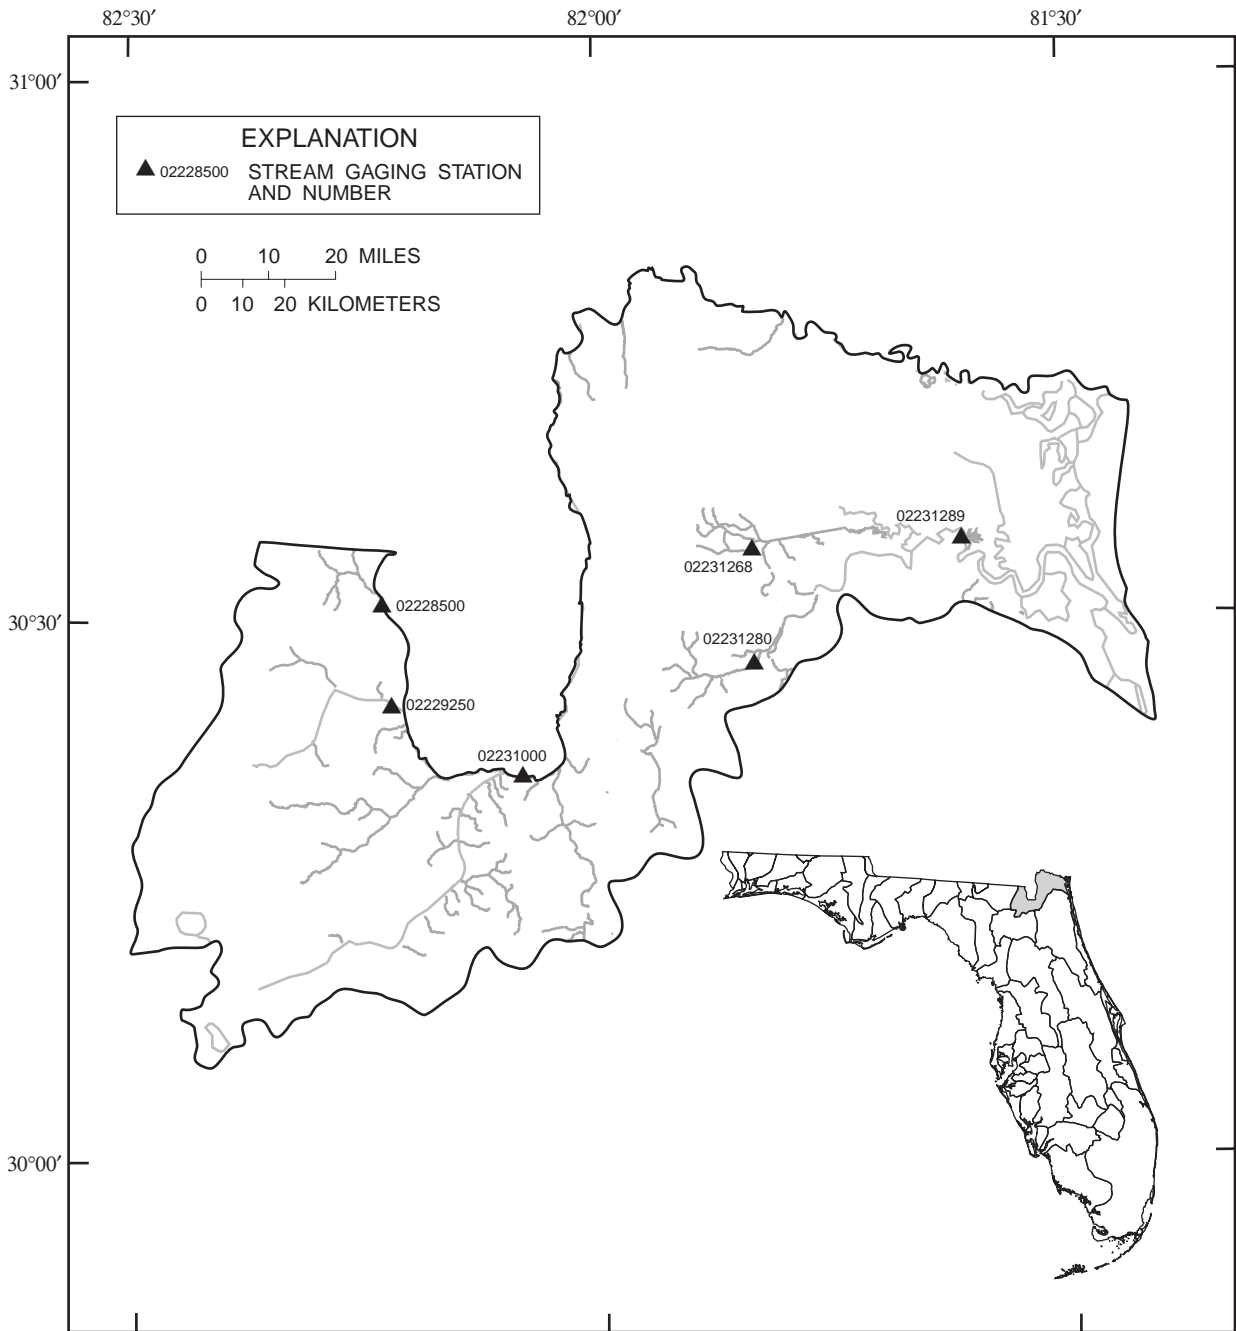 82°30′ 82°00′ 81°30′
31°00′
EXPLANATION
02228500 STREAM GAGING STATION
AND NUMBER
0 10 20 MILES
0 10 20 KILOMETERS
02231289
02231268
02228500
30°30′
02231280
02229250
02231000
30°00′